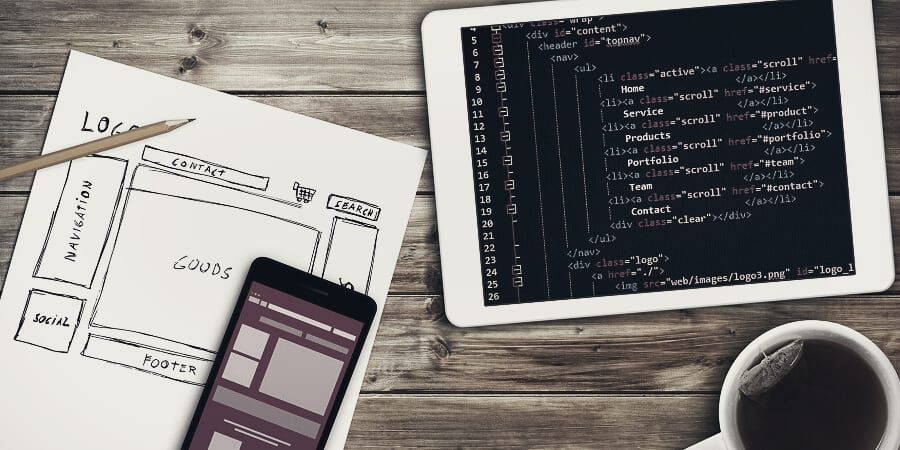 LOGO
CONTACT
SEARCH
NAVIGATION
GOODS
SOCIAL
FOOTER
4 <div class="wrap">
5 <div id="content">
6 <header id="topnav">
7 <nav>
8 <ul>
9 <li class="active"><a class="scroll" href=
10 Home </a></li>
11 <li><a class="scroll" href="#service">
12 Service </a></li>
13 <li><a class="scroll" href="#product">
14 Products </a></li>
15 <li><a class="scroll" href="#portfolio">
16 Portfolio </a></li>
17 <li><a class="scroll" href="#team">
18 Team </a></li>
19 <li><a class="scroll" href="#contact">
20 Contact </a></li>
21 <div class="clear"></div>
22 </ul>
23 </nav>
24 <div class="logo">
25 <a href="./">
26 <img src="web/images/logo3.png" id="logo_l